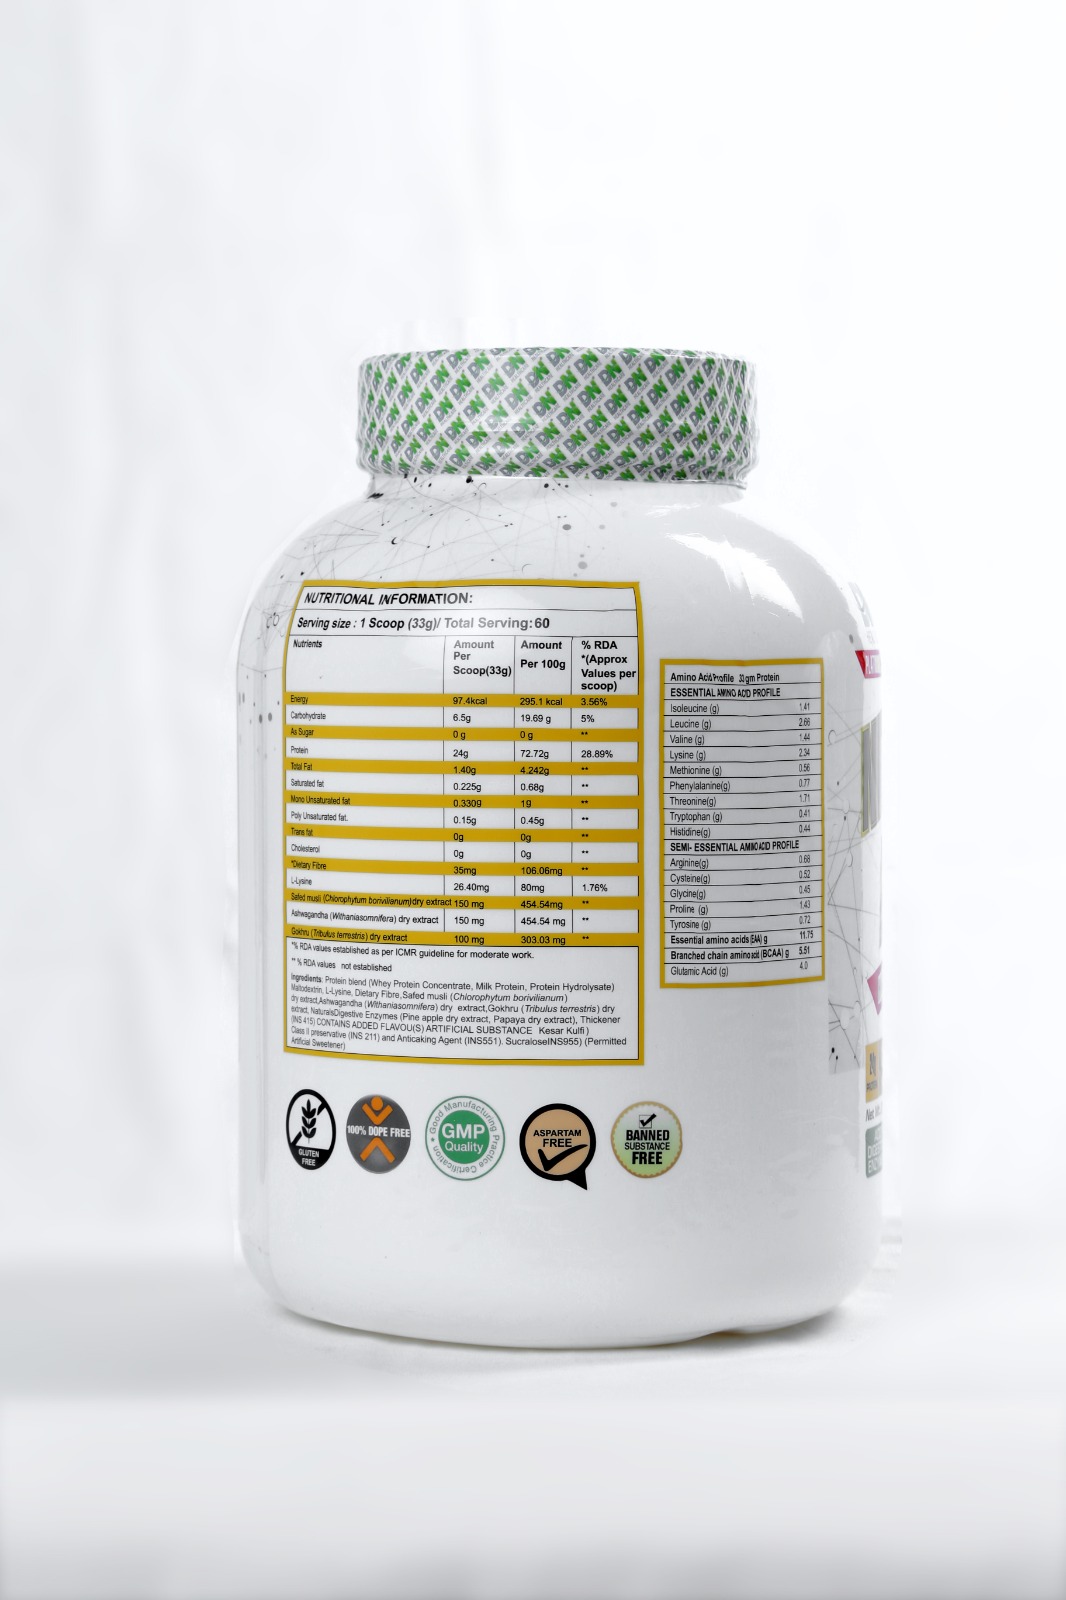 NUTRITIONAL INFORMATION:
Serving size : 1 Scoop (33g)/ Total Serving:60
Nutrients Amount Per Scoop(33g) Amount Per 100g % RDA *(Approx Values per scoop)
Energy 97.4kcal 295.1 kcal 3.56%
Carbohydrate 6.5g 19.69 g 5%
As Sugar 0 g 0 g **
Protein 24g 72.72g 28.89%
Total Fat 1.40g 4.242g **
Saturated fat 0.225g 0.68g **
Mono Unsaturated fat 0.330g 1g **
Poly Unsaturated fat. 0.15g 0.45g **
Trans fat 0g 0g **
Cholesterol 0g 0g **
*Dietary Fibre 35mg 106.06mg **
L-Lysine 26.40mg 80mg 1.76%
Safed musli (Chlorophytum borivilianum)dry extract 150 mg 454.54mg **
Ashwagandha (Withaniasomnifera) dry extract 150 mg 454.54 mg **
Gokhru (Tribulus terrestris) dry extract 100 mg 303.03 mg **
*% RDA values established as per ICMR guideline for moderate work.
** % RDA values not established
Ingredients: Protein blend (Whey Protein Concentrate, Milk Protein, Protein Hydrolysate)
Maltodextrin, L-Lysine, Dietary Fibre,Safed musli (Chlorophytum borivilianum)
dry extract,Ashwagandha (Withaniasomnifera) dry extract,Gokhru (Tribulus terrestris) dry
extract, NaturalsDigestive Enzymes (Pine apple dry extract, Papaya dry extract), Thickener
(INS 415) CONTAINS ADDED FLAVOU(S) ARTIFICIAL SUBSTANCE Kesar Kulfi )
Class II preservative (INS 211) and Anticaking Agent (INS551). SucraloseINS955) (Permitted
Artificial Sweetener)
Amino Acid Profile 33 gm Protein
ESSENTIAL AMINO ACID PROFILE
Isoleucine (g) 1.41
Leucine (g) 2.66
Valine (g) 1.44
Lysine (g) 2.34
Methionine (g) 0.56
Phenylalanine(g) 0.77
Threonine(g) 1.71
Tryptophan (g) 0.41
Histidine(g) 0.44
SEMI- ESSENTIAL AMINO ACID PROFILE
Arginine(g) 0.68
Cysteine(g) 0.52
Glycine(g) 0.45
Proline (g) 1.43
Tyrosine (g) 0.72
Essential amino acids (EAA) g 11.75
Branched chain amino acid (BCAA) g 5.51
Glutamic Acid (g) 4.0
GLUTEN FREE
100% DOPE FREE
Good Manufacturing Practice Certification
GMP
Quality
ASPARTAM
FREE
BANNED
SUBSTANCE
FREE